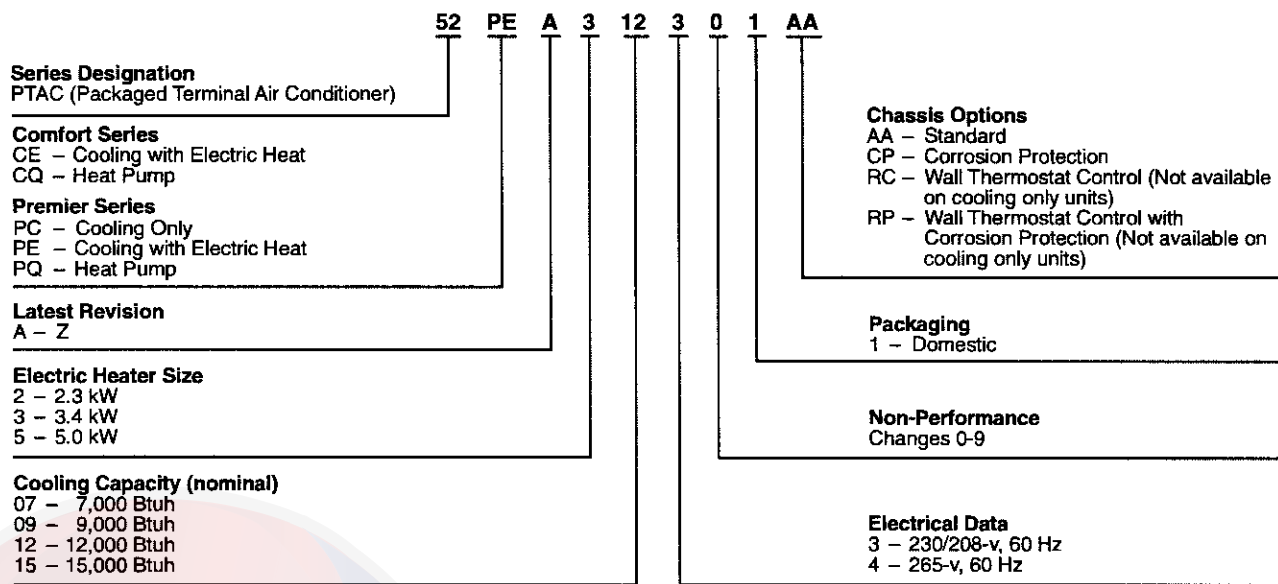 52 PE A 3 12 3 0 1 AA
Series Designation
PTAC (Packaged Terminal Air Conditioner)
Comfort Series
CE – Cooling with Electric Heat
CQ – Heat Pump
Premier Series
PC – Cooling Only
PE – Cooling with Electric Heat
PQ – Heat Pump
Latest Revision
A – Z
Electric Heater Size
2 – 2.3 kW
3 – 3.4 kW
5 – 5.0 kW
Cooling Capacity (nominal)
07 – 7,000 Btuh
09 – 9,000 Btuh
12 – 12,000 Btuh
15 – 15,000 Btuh
Chassis Options
AA – Standard
CP – Corrosion Protection
RC – Wall Thermostat Control (Not available
on cooling only units)
RP – Wall Thermostat Control with
Corrosion Protection (Not available on
cooling only units)
Packaging
1 – Domestic
Non-Performance
Changes 0-9
Electrical Data
3 – 230/208-v, 60 Hz
4 – 265-v, 60 Hz